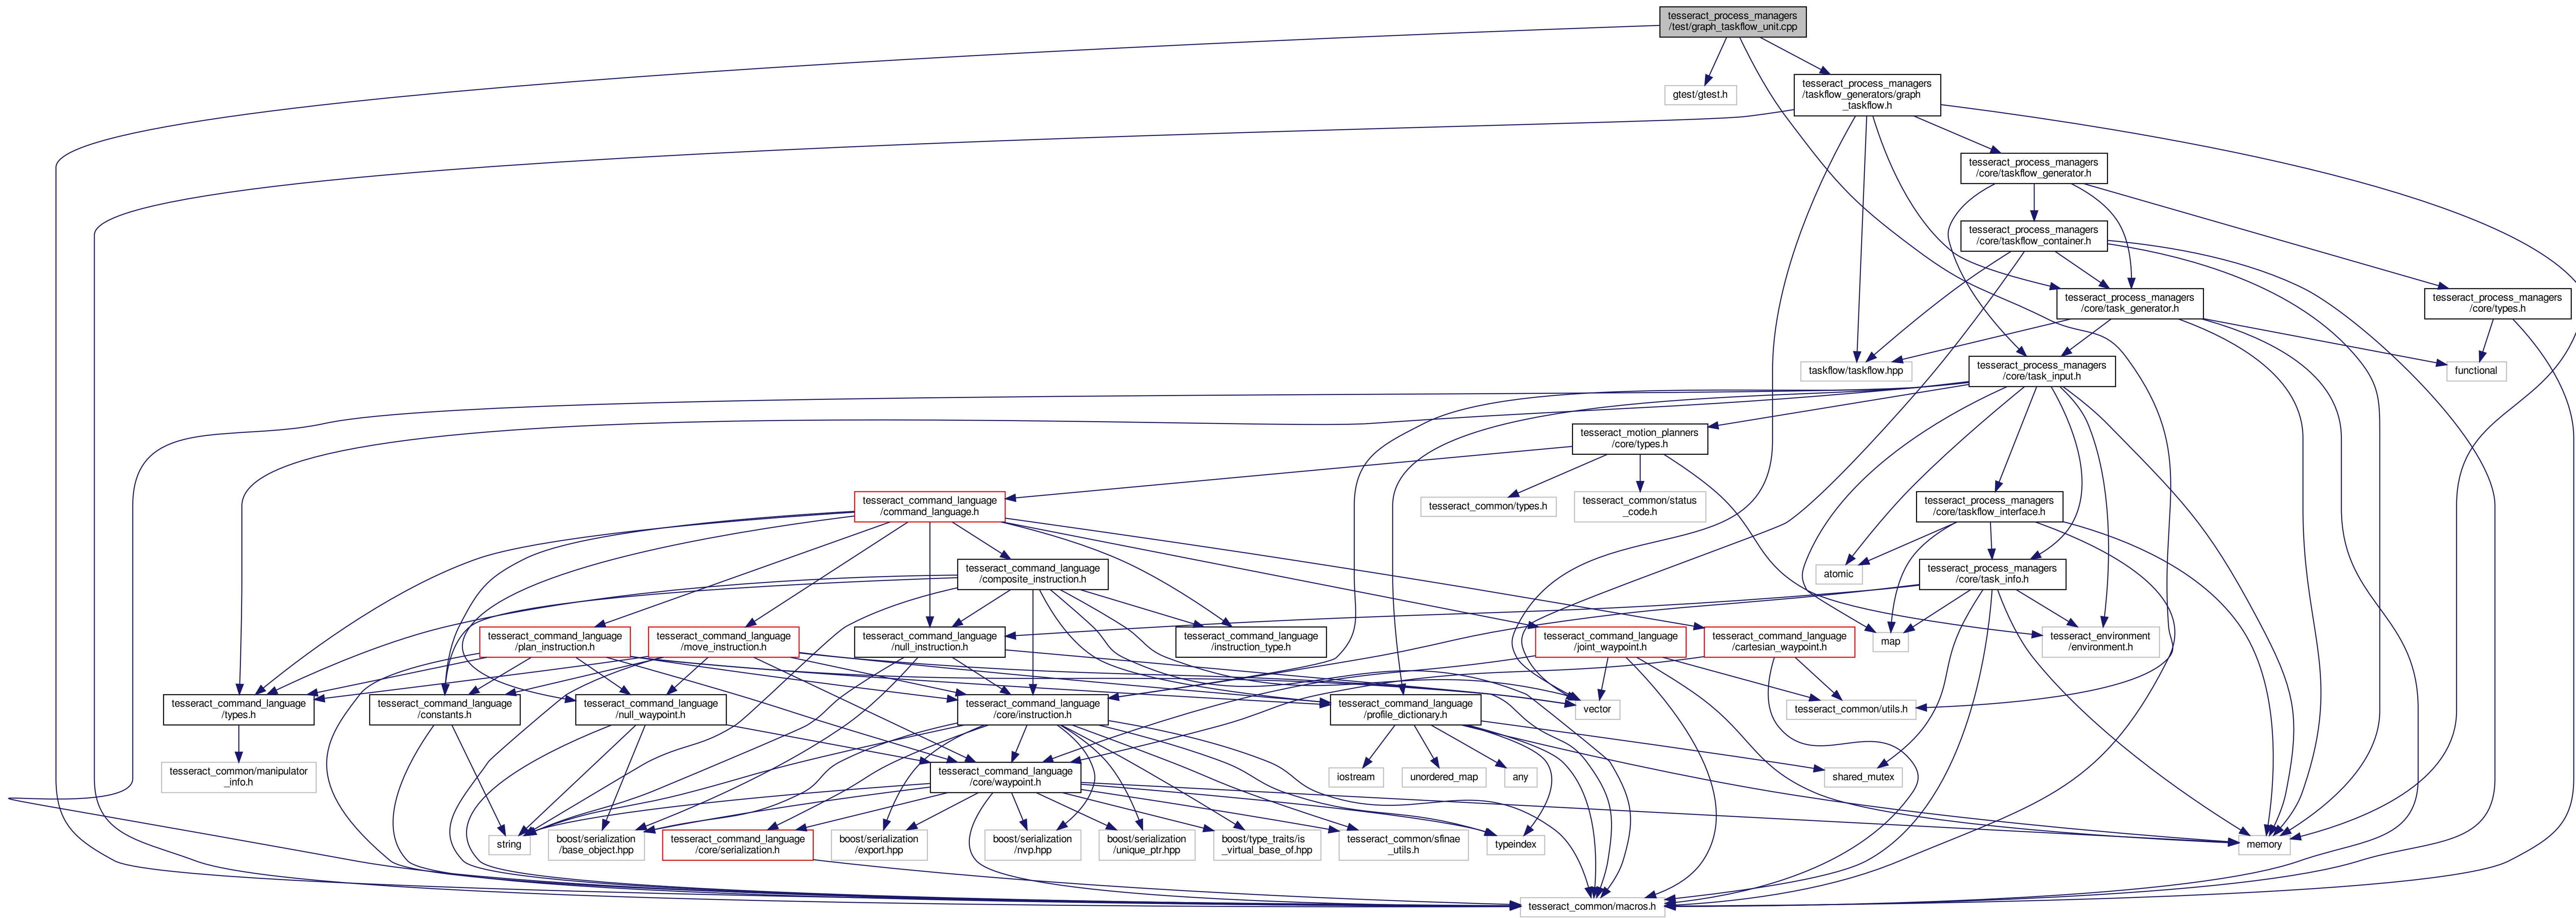 tesseract_process_managers
/test/graph_taskflow_unit.cpp
gtest/gtest.h
tesseract_process_managers
/taskflow_generators/graph
_taskflow.h
tesseract_process_managers
/core/taskflow_generator.h
tesseract_process_managers
/core/taskflow_container.h
tesseract_process_managers
/core/task_generator.h
tesseract_process_managers
/core/types.h
taskflow/taskflow.hpp
tesseract_process_managers
/core/task_input.h
functional
tesseract_motion_planners
/core/types.h
tesseract_command_language
/command_language.h
tesseract_common/types.h
tesseract_common/status
_code.h
tesseract_process_managers
/core/taskflow_interface.h
tesseract_command_language
/composite_instruction.h
atomic
tesseract_process_managers
/core/task_info.h
tesseract_command_language
/plan_instruction.h
tesseract_command_language
/move_instruction.h
tesseract_command_language
/null_instruction.h
tesseract_command_language
/instruction_type.h
tesseract_command_language
/joint_waypoint.h
tesseract_command_language
/cartesian_waypoint.h
map
tesseract_environment
/environment.h
tesseract_command_language
/types.h
tesseract_command_language
/constants.h
tesseract_command_language
/null_waypoint.h
tesseract_command_language
/core/instruction.h
tesseract_command_language
/profile_dictionary.h
vector
tesseract_common/utils.h
tesseract_common/manipulator
_info.h
tesseract_command_language
/core/waypoint.h
iostream
unordered_map
any
shared_mutex
string
boost/serialization
/base_object.hpp
tesseract_command_language
/core/serialization.h
boost/serialization
/export.hpp
boost/serialization
/nvp.hpp
boost/serialization
/unique_ptr.hpp
boost/type_traits/is
_virtual_base_of.hpp
tesseract_common/sfinae
_utils.h
typeindex
memory
tesseract_common/macros.h